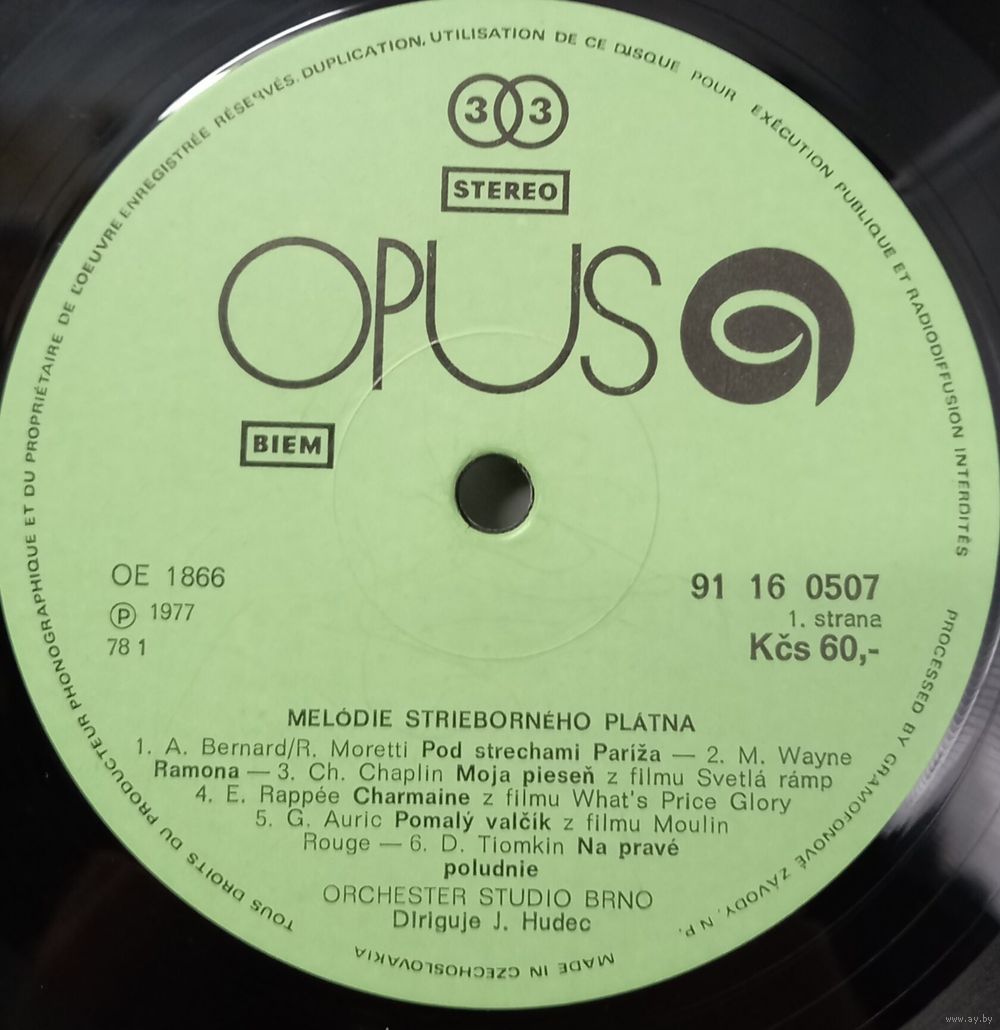 TOUS DROITS DU PRODUCTEUR PHONOGRAPHIQUE ET DU PROPRIÉTAIRE DE L'OEUVRE ENREGISTRÉE RÉSERVÉS. DUPLICATION, UTILISATION DE CE DISQUE POUR EXÉCUTION PUBLIQUE ET RADIODIFFUSION INTERDITÉS
33
STEREO
OPUS
BIEM
OE 1866
℗ 1977
78 1
91 16 0507
1. strana
Kčs 60,-
MELÓDIE STRIEBORNÉHO PLÁTNA
1. A. Bernard/R. Moretti Pod strechami Paríža — 2. M. Wayne
Ramona — 3. Ch. Chaplin Moja pieseň z filmu Svetlá rámp
4. E. Rappée Charmaine z filmu What's Price Glory
5. G. Auric Pomalý valčík z filmu Moulin
Rouge — 6. D. Tiomkin Na pravé
poludnie
ORCHESTER STUDIO BRNO
Diriguje J. Hudec
PROCESSED BY GRAMOFONOVÉ ZÁVODY, N.P.
MADE IN CZECHOSLOVAKIA
www.ay.by